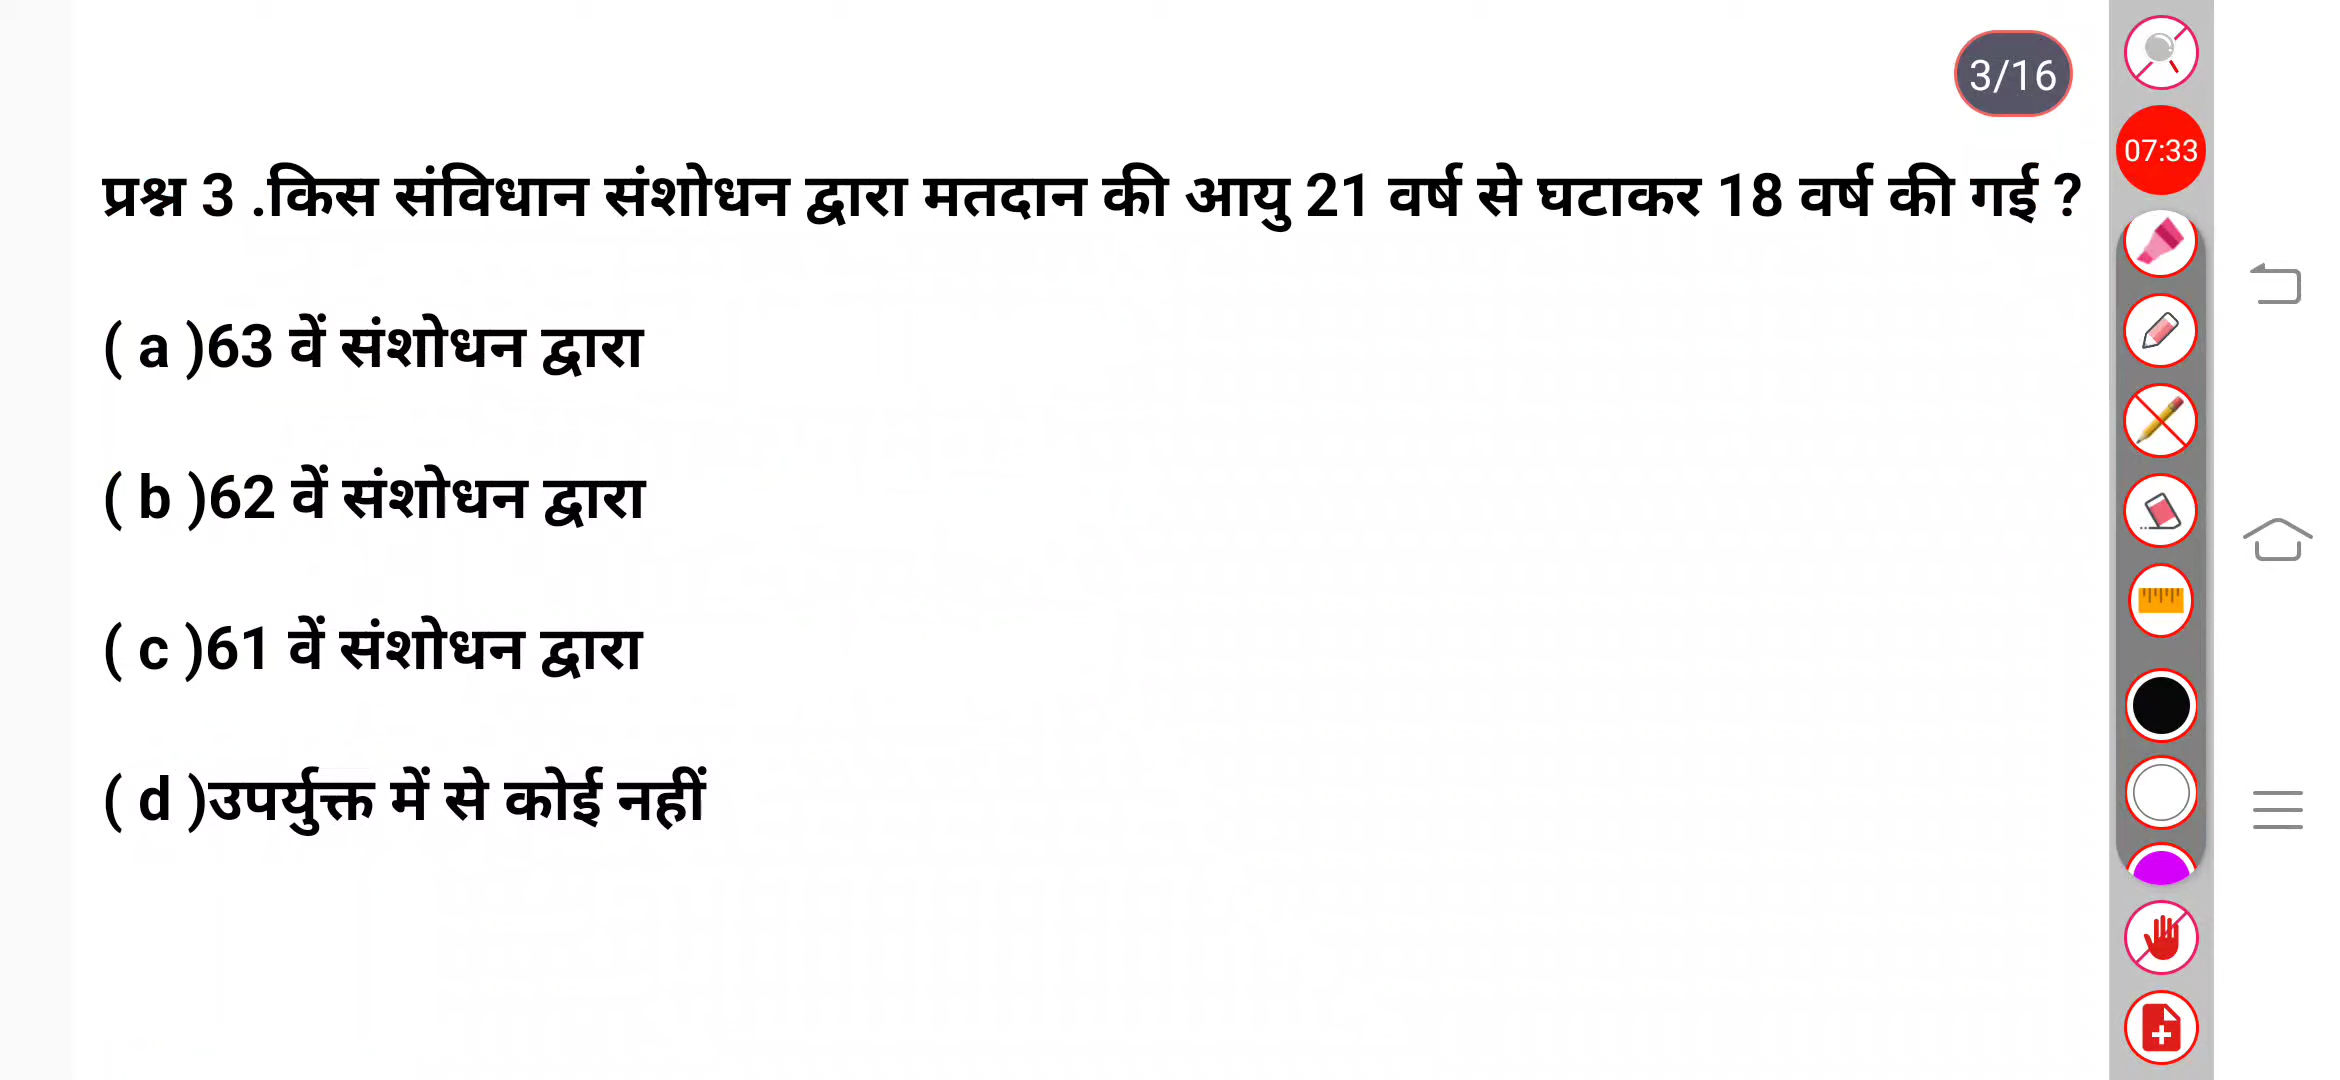 3/16
07:33
प्रश्न 3 .किस संविधान संशोधन द्वारा मतदान की आयु 21 वर्ष से घटाकर 18 वर्ष की गई ?
( a )63 वें संशोधन द्वारा
( b )62 वें संशोधन द्वारा
( c )61 वें संशोधन द्वारा
( d )उपर्युक्त में से कोई नहीं